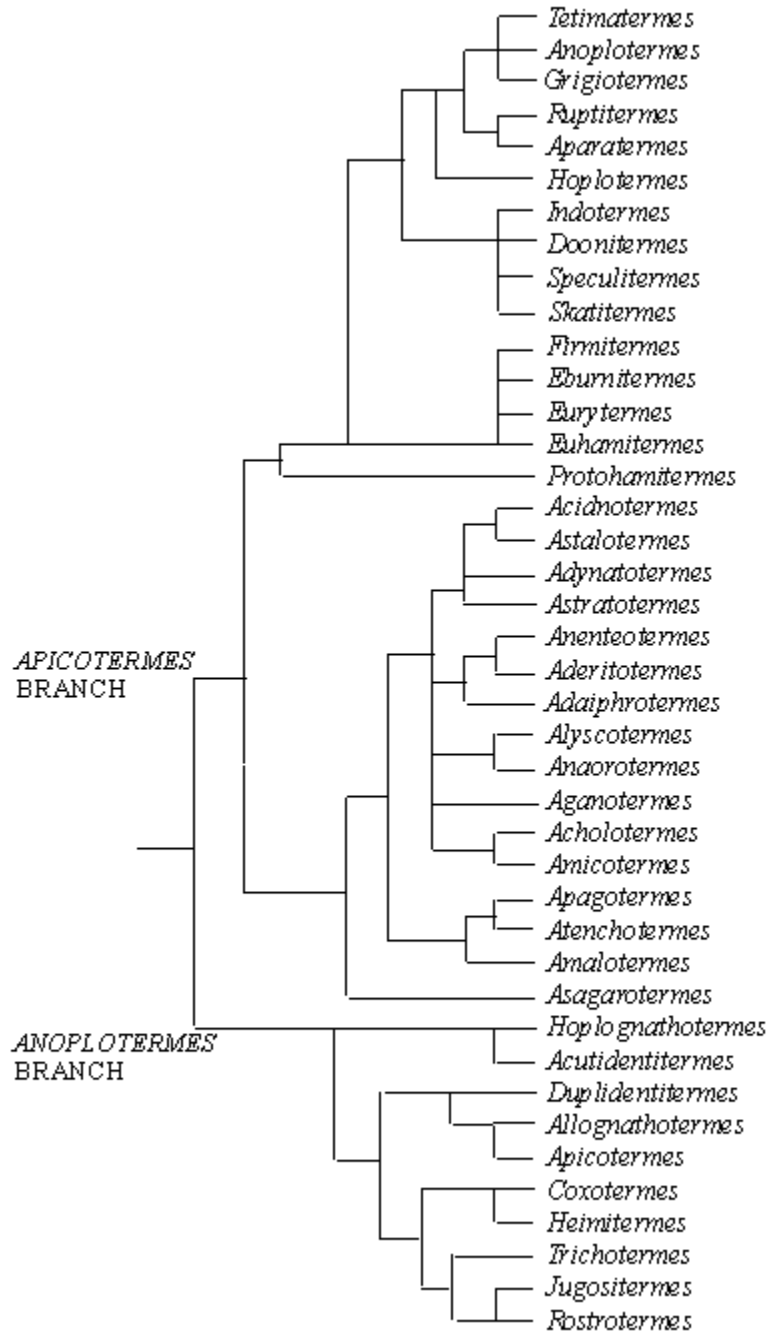 Tetimatermes
Anoplotermes
Grigiotermes
Ruptitermes
Aparatermes
Hoplotermes
Indotermes
Doonitermes
Speculitermes
Skatitermes
Firmitermes
Eburnitermes
Eurytermes
Euhamitermes
Protohamitermes
Acidnotermes
Astalotermes
Adynatotermes
Astratotermes
Anenteotermes
APICOTERMES
BRANCH
Aderitotermes
Adaiphrotermes
Alyscotermes
Anaorotermes
Aganotermes
Acholotermes
Amicotermes
Apagotermes
Atenchotermes
Amalotermes
Asagarotermes
Hoplognathotermes
ANOPLOTERMES
BRANCH
Acutidentitermes
Duplidentitermes
Allognathotermes
Apicotermes
Coxotermes
Heimitermes
Trichotermes
Jugositermes
Rostrotermes